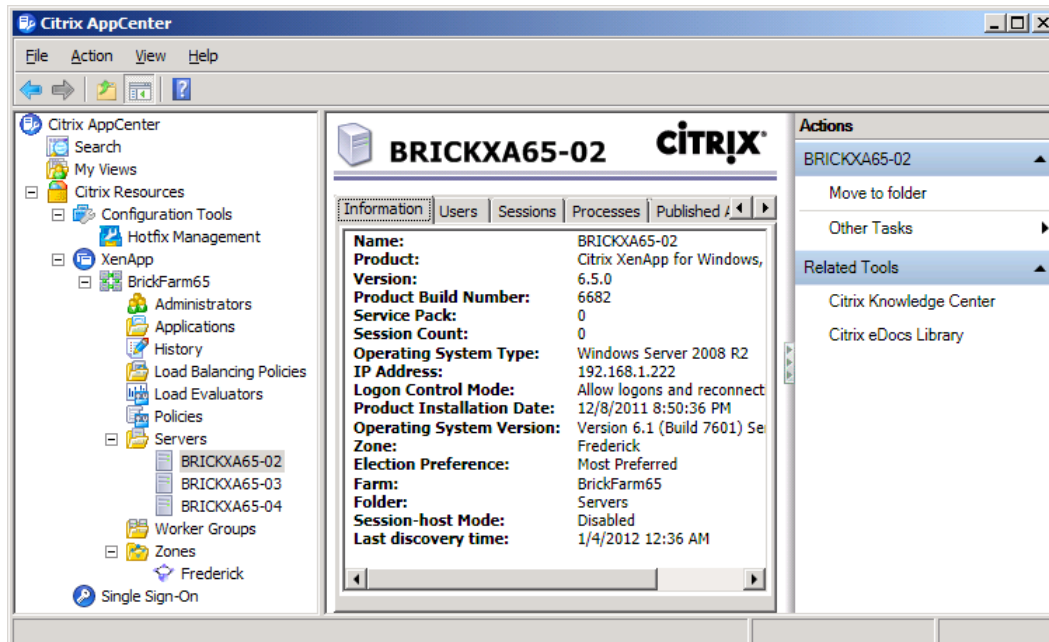 Citrix AppCenter
File Action View Help
Citrix AppCenter
Search
My Views
Citrix Resources
Configuration Tools
Hotfix Management
XenApp
BrickFarm65
Administrators
Applications
History
Load Balancing Policies
Load Evaluators
Policies
Servers
BRICKXA65-02
BRICKXA65-03
BRICKXA65-04
Worker Groups
Zones
Frederick
Single Sign-On
BRICKXA65-02 CITRIX
Information Users Sessions Processes Published
Name: BRICKXA65-02
Product: Citrix XenApp for Windows,
Version: 6.5.0
Product Build Number: 6682
Service Pack: 0
Session Count: 0
Operating System Type: Windows Server 2008 R2
IP Address: 192.168.1.222
Logon Control Mode: Allow logons and reconnect
Product Installation Date: 12/8/2011 8:50:36 PM
Operating System Version: Version 6.1 (Build 7601) Se
Zone: Frederick
Election Preference: Most Preferred
Farm: BrickFarm65
Folder: Servers
Session-host Mode: Disabled
Last discovery time: 1/4/2012 12:36 AM
Actions
BRICKXA65-02
Move to folder
Other Tasks
Related Tools
Citrix Knowledge Center
Citrix eDocs Library